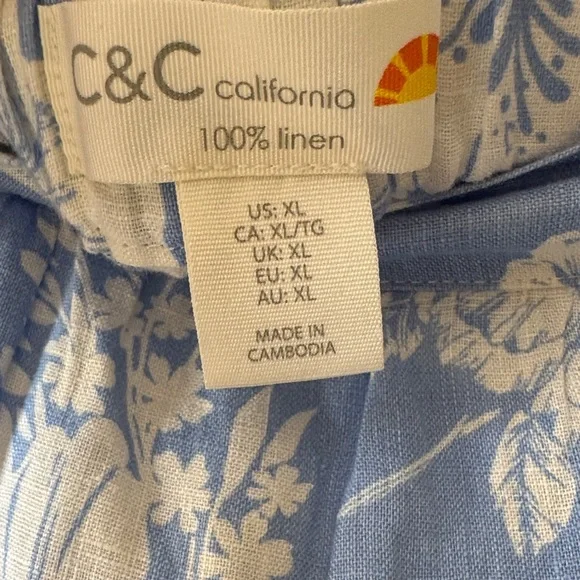 C&C california
100% linen
US: XL
CA: XL/TG
UK: XL
EU: XL
AU: XL
MADE IN
CAMBODIA